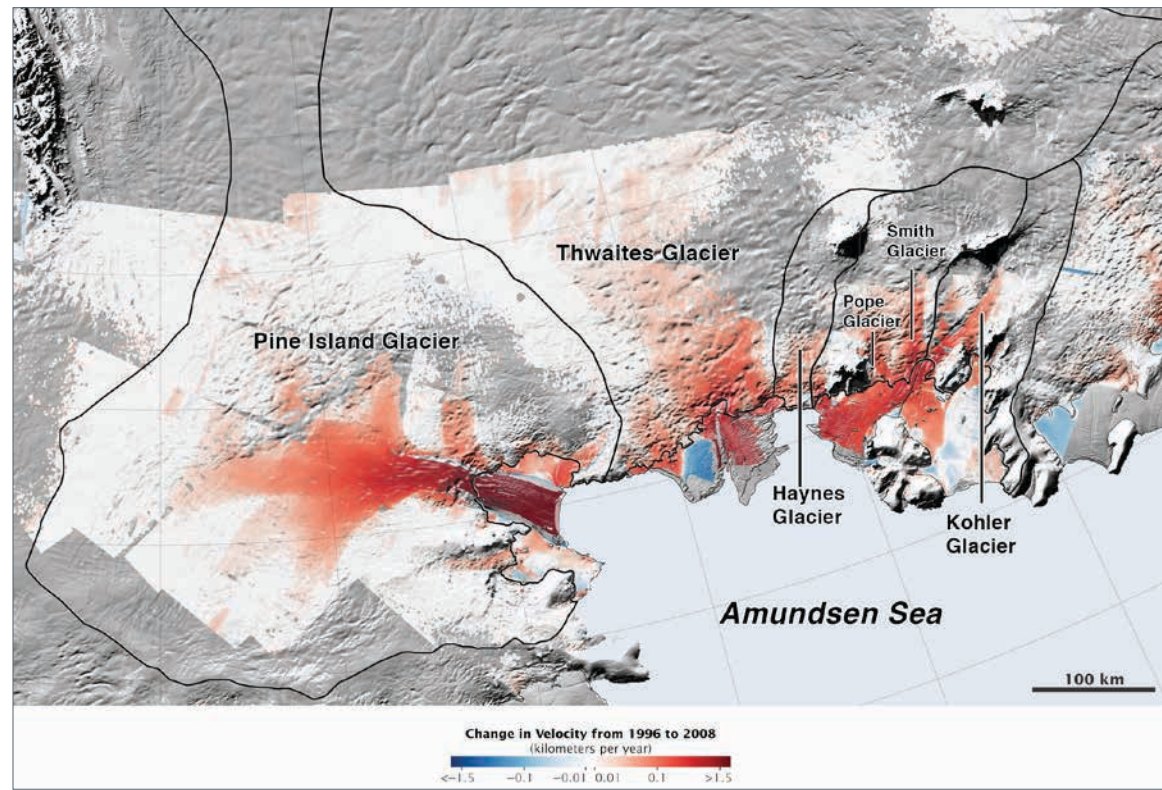 Thwaites Glacier
Smith
Glacier
Pope
Glacier
Pine Island Glacier
Haynes
Glacier
Kohler
Glacier
Amundsen Sea
100 km
Change in Velocity from 1996 to 2008
(kilometers per year)
<-1.5 -0.1 -0.01 0.01 0.1 >1.5